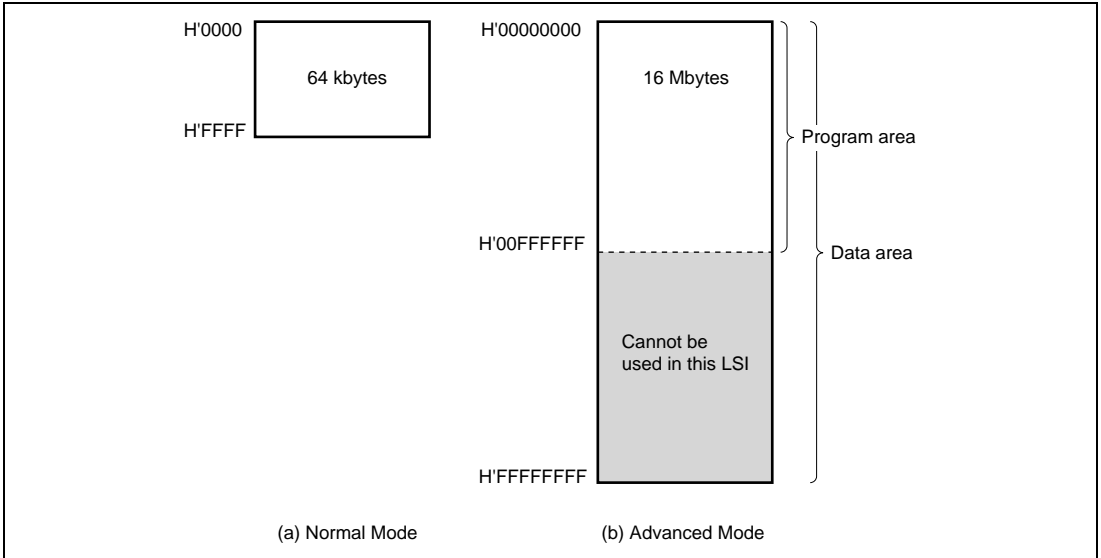 H'0000
64 kbytes
H'FFFF
(a) Normal Mode
H'00000000
16 Mbytes
Program area
H'00FFFFFF
Data area
Cannot be
used in this LSI
H'FFFFFFFF
(b) Advanced Mode